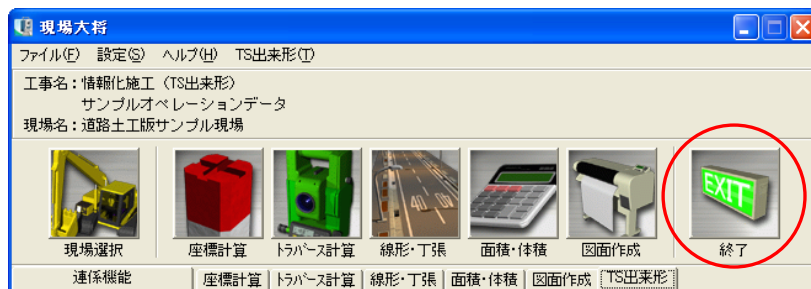 現場大将
ファイル(F) 設定(S) ヘルプ(H) TS出来形(T)
工事名：情報化施工（TS出来形）
サンプルオペレーションデータ
現場名：道路土工版サンプル現場
EXIT
現場選択 座標計算 トラバース計算 線形・丁張 面積・体積 図面作成 終了
連係機能 座標計算 トラバース計算 線形・丁張 面積・体積 図面作成 TS出来形